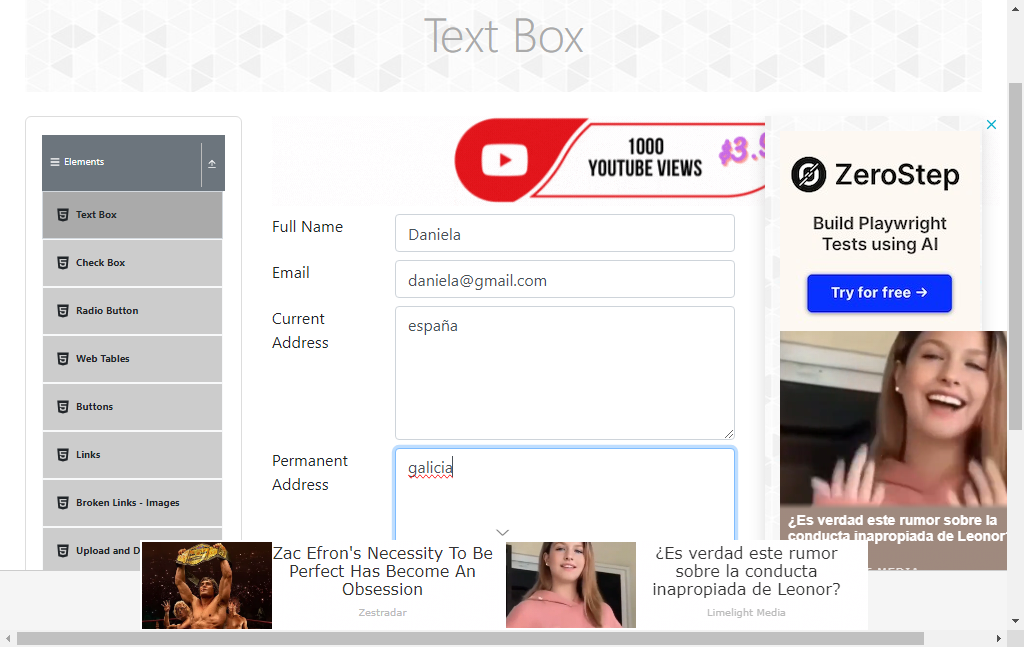 Text Box
Elements
Text Box
Check Box
Radio Button
Web Tables
Buttons
Links
Broken Links - Images
Upload and D
1000
YOUTUBE VIEWS
$3.9
Full Name
Daniela
Email
daniela@gmail.com
Current
Address
españa
Permanent
Address
galicia
ZeroStep
Build Playwright
Tests using AI
Try for free →
¿Es verdad este rumor sobre la
conducta inapropiada de Leonor
Zac Efron's Necessity To Be
Perfect Has Become An
Obsession
Zestradar
¿Es verdad este rumor
sobre la conducta
inapropiada de Leonor?
Limelight Media